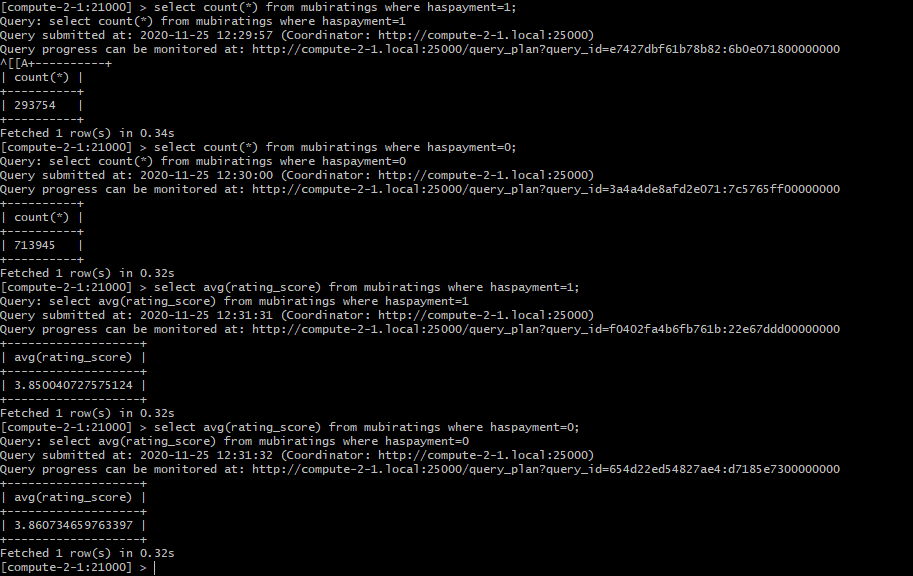 [compute-2-1:21000] > select count(*) from mubiratings where haspayment=1;
Query: select count(*) from mubiratings where haspayment=1
Query submitted at: 2020-11-25 12:29:57 (Coordinator: http://compute-2-1.local:25000)
Query progress can be monitored at: http://compute-2-1.local:25000/query_plan?query_id=e7427dbf61b78b82:6b0e071800000000
^[[A+----------+
| count(*) |
+----------+
| 293754   |
+----------+
Fetched 1 row(s) in 0.34s
[compute-2-1:21000] > select count(*) from mubiratings where haspayment=0;
Query: select count(*) from mubiratings where haspayment=0
Query submitted at: 2020-11-25 12:30:00 (Coordinator: http://compute-2-1.local:25000)
Query progress can be monitored at: http://compute-2-1.local:25000/query_plan?query_id=3a4a4de8afd2e071:7c5765ff00000000
+----------+
| count(*) |
+----------+
| 713945   |
+----------+
Fetched 1 row(s) in 0.32s
[compute-2-1:21000] > select avg(rating_score) from mubiratings where haspayment=1;
Query: select avg(rating_score) from mubiratings where haspayment=1
Query submitted at: 2020-11-25 12:31:31 (Coordinator: http://compute-2-1.local:25000)
Query progress can be monitored at: http://compute-2-1.local:25000/query_plan?query_id=f0402fa4b6fb761b:22e67ddd00000000
+-------------------+
| avg(rating_score) |
+-------------------+
| 3.850040727575124 |
+-------------------+
Fetched 1 row(s) in 0.32s
[compute-2-1:21000] > select avg(rating_score) from mubiratings where haspayment=0;
Query: select avg(rating_score) from mubiratings where haspayment=0
Query submitted at: 2020-11-25 12:31:32 (Coordinator: http://compute-2-1.local:25000)
Query progress can be monitored at: http://compute-2-1.local:25000/query_plan?query_id=654d22ed54827ae4:d7185e7300000000
+-------------------+
| avg(rating_score) |
+-------------------+
| 3.860734659763397 |
+-------------------+
Fetched 1 row(s) in 0.32s
[compute-2-1:21000] >